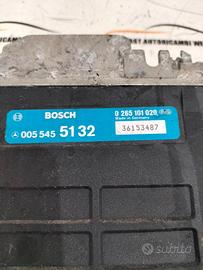 BOSCH
0 265 101 020
Made in Germany
005 545 5132
36153487
subito